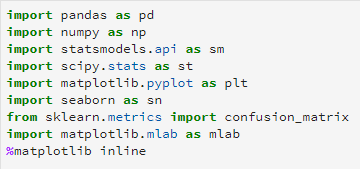 import pandas as pd
import numpy as np
import statsmodels.api as sm
import scipy.stats as st
import matplotlib.pyplot as plt
import seaborn as sn
from sklearn.metrics import confusion_matrix
import matplotlib.mlab as mlab
%matplotlib inline